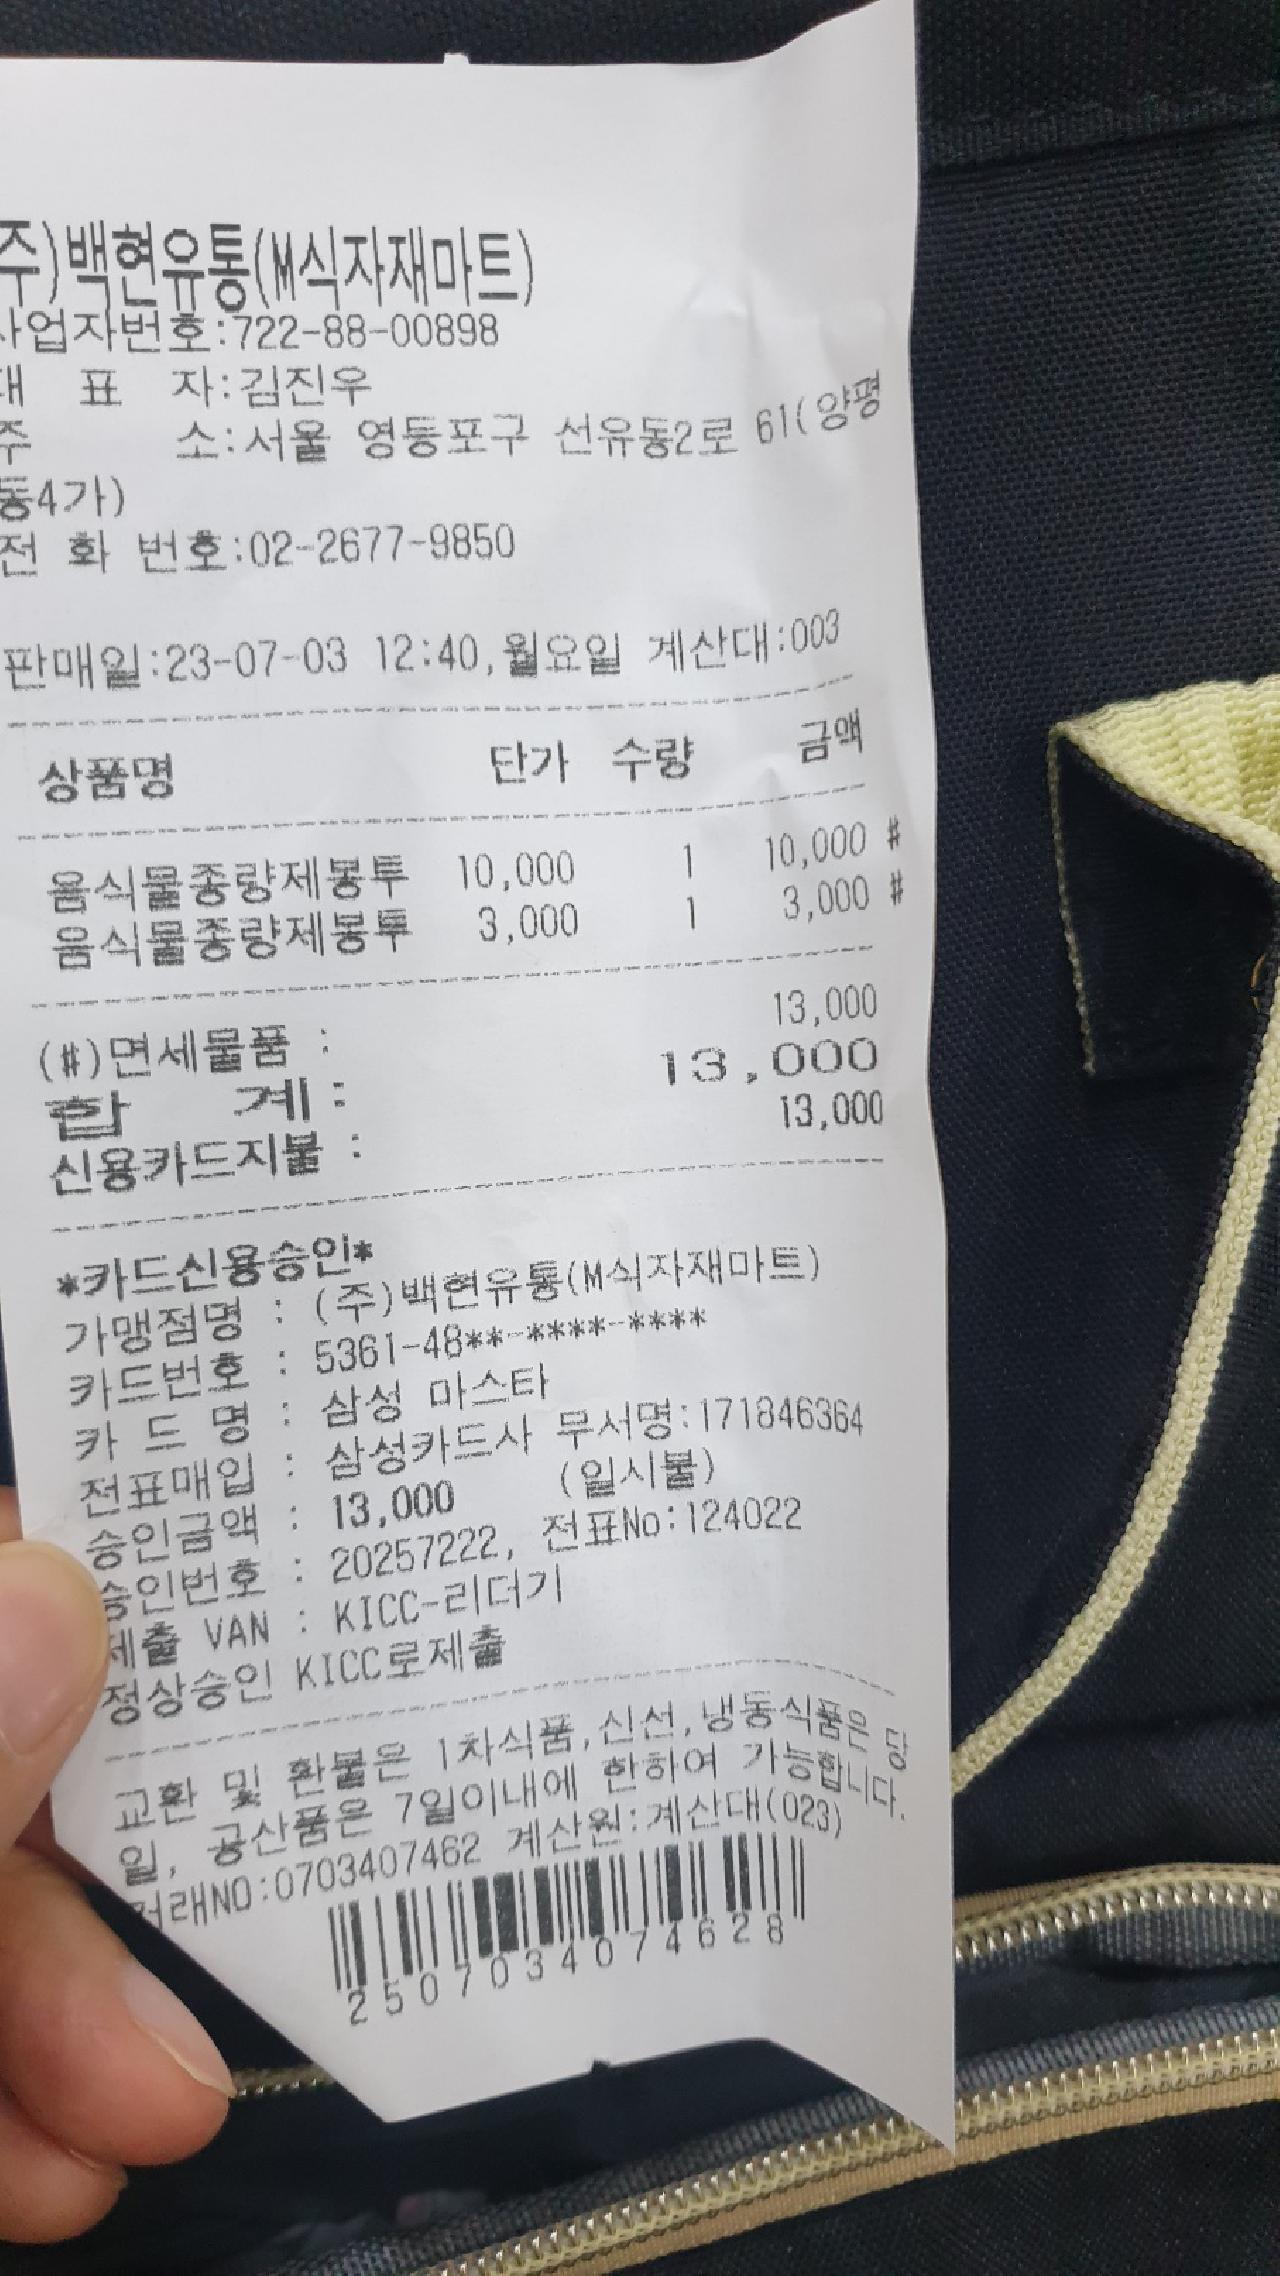 주)백현유통(M식자재마트)
사업자번호:722-88-00898
대 표 자:김진우
주 소:서울 영등포구 선유동2로 61(양평
동4가)
전 화 번호:02-2677-9850
판매일:23-07-03 12:40,월요일 계산대:003
상품명 단가 수량 금액
음식물종량제봉투 10,000 1 10,000 #
음식물종량제봉투 3,000 1 3,000 #
(#)면세물품 : 13,000
합 계: 13,000
신용카드지불 : 13,000
*카드신용승인*
가맹점명 : (주)백현유통(M식자재마트)
카드번호 : 5361-48**-****-****
카 드 명 : 삼성 마스타
전표매입 : 삼성카드사 무서명:171846364
승인금액 : 13,000 (일시불)
승인번호 : 20257222, 전표No:124022
제출 VAN : KICC-리더기
정상승인 KICC로제출
교환 및 환불은 1차식품,신선,냉동식품은 당
일, 공산품은 7일이내에 한하여 가능합니다.
거래NO:0703407462 계산원:계산대(023)
2507034074628